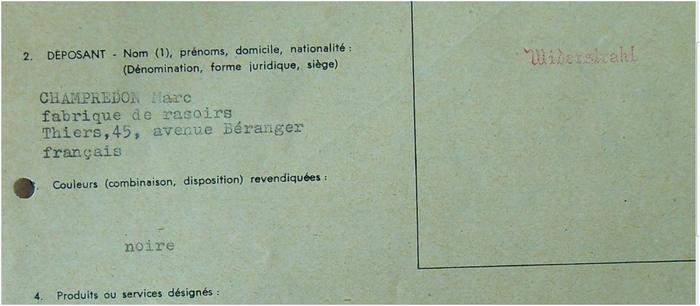 2. DÉPOSANT - Nom (1), prénoms, domicile, nationalité :
(Dénomination, forme juridique, siège)
Widerstrahl
CHAMPREDON Marc
fabrique de rasoirs
Thiers,45, avenue Béranger
français
. Couleurs (combinaison, disposition) revendiquées :
noire
4. Produits ou services désignés :